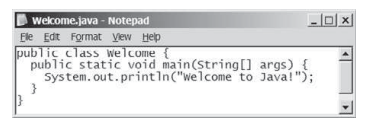 Welcome.java - Notepad
File Edit Format View Help
public class Welcome {
  public static void main(String[] args) {
    System.out.println("Welcome to Java!");
  }
}